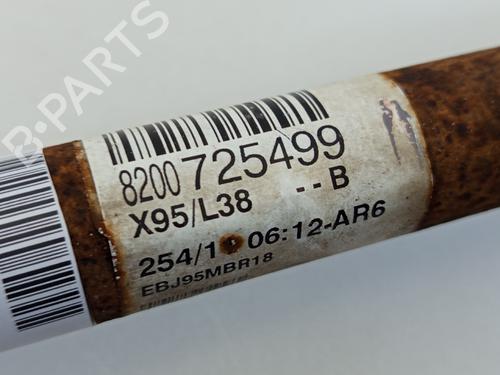 B-PARTS
8200 725499
X95/L38 --B
254/1 06:12-AR6
EBJ95MBR18